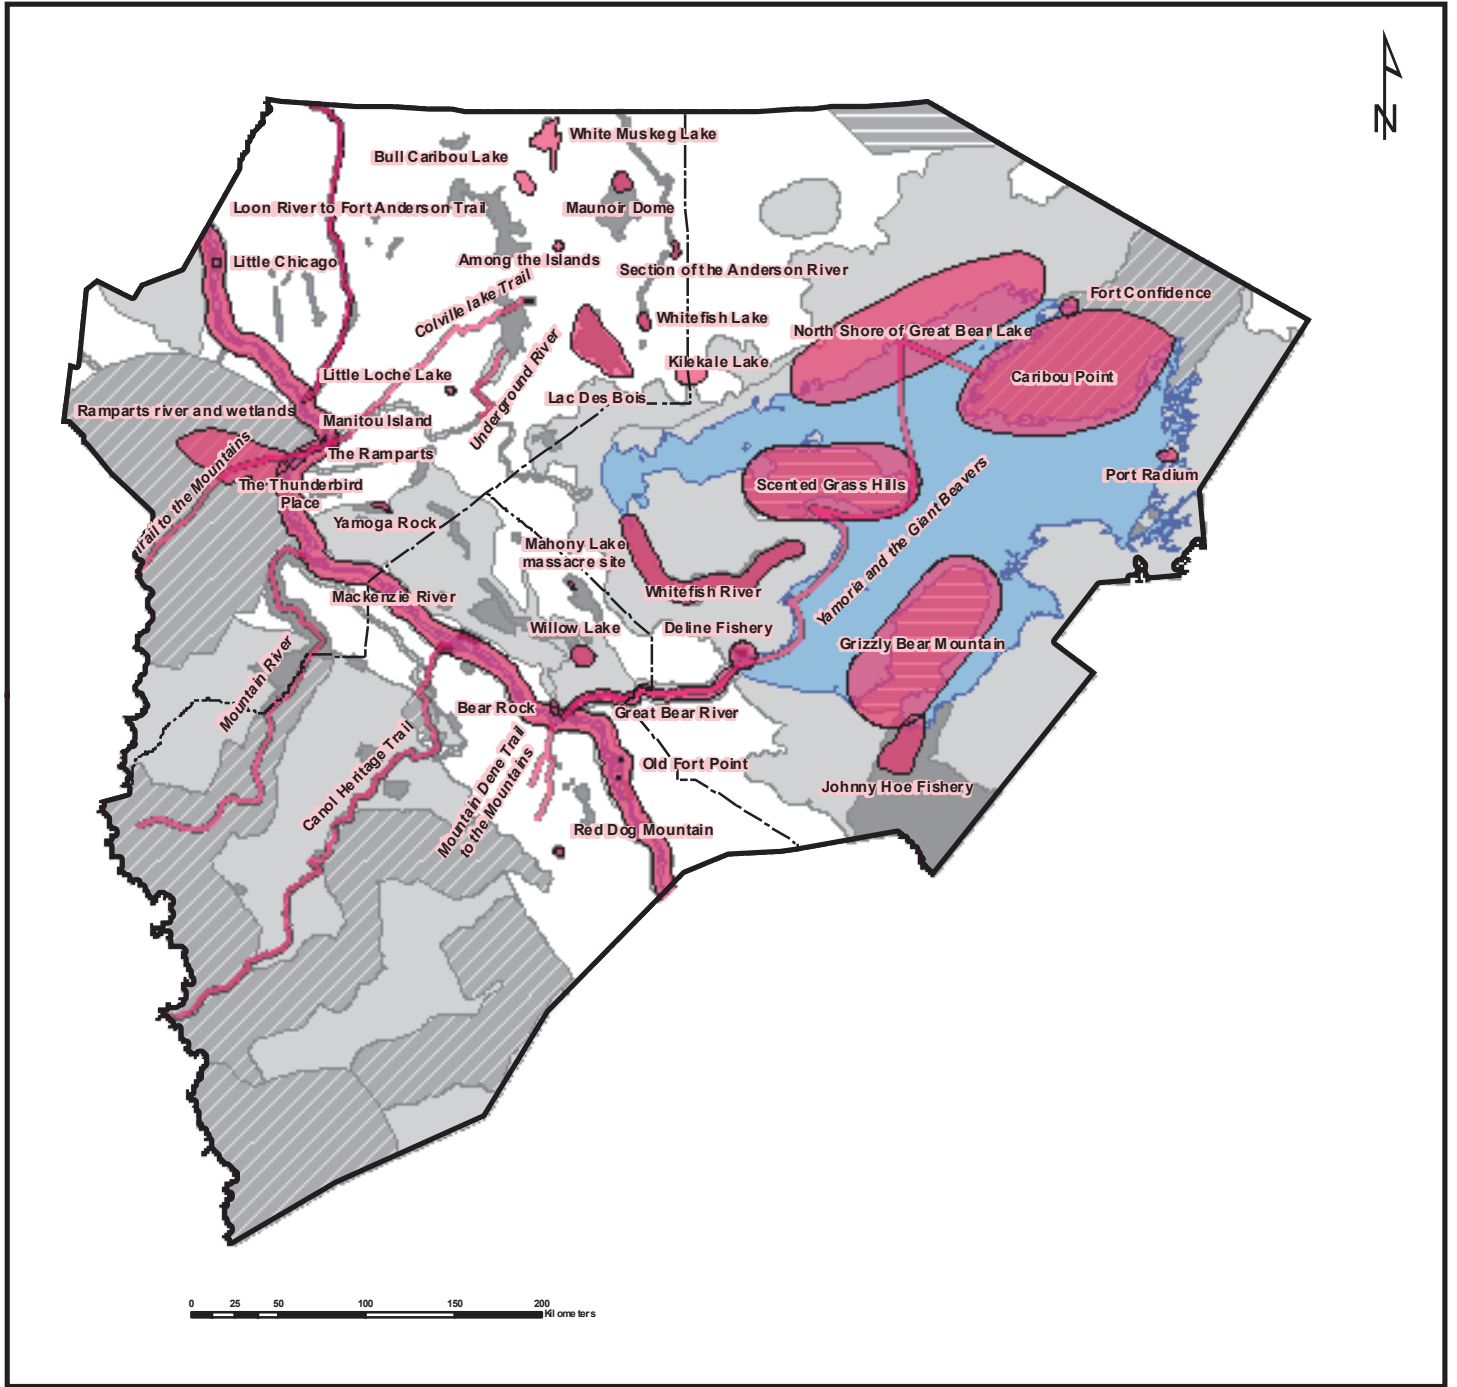 N
White Muskeg Lake
Bull Caribou Lake
Loon River to Fort Anderson Trail
Maunoir Dome
Little Chicago
Among the Islands
Section of the Anderson River
Colville lake Trail
Fort Confidence
Whitefish Lake
North Shore of Great Bear Lake
Underground River
Kilekale Lake
Little Loche Lake
Caribou Point
Lac Des Bois
Ramparts river and wetlands
Manitou Island
The Ramparts
Trail to the Mountains
The Thunderbird
Place
Scented Grass Hills
Port Radium
Yamoga Rock
Yamoria and the Giant Beavers
Mahony Lake
massacre site
Whitefish River
Mackenzie River
Willow Lake
Deline Fishery
Grizzly Bear Mountain
Mountain River
Bear Rock
Great Bear River
Canol Heritage Trail
Mountain Dene Trail
to the Mountains
Old Fort Point
Johnny Hoe Fishery
Red Dog Mountain
0 25 50 100 150 200
Kilometers